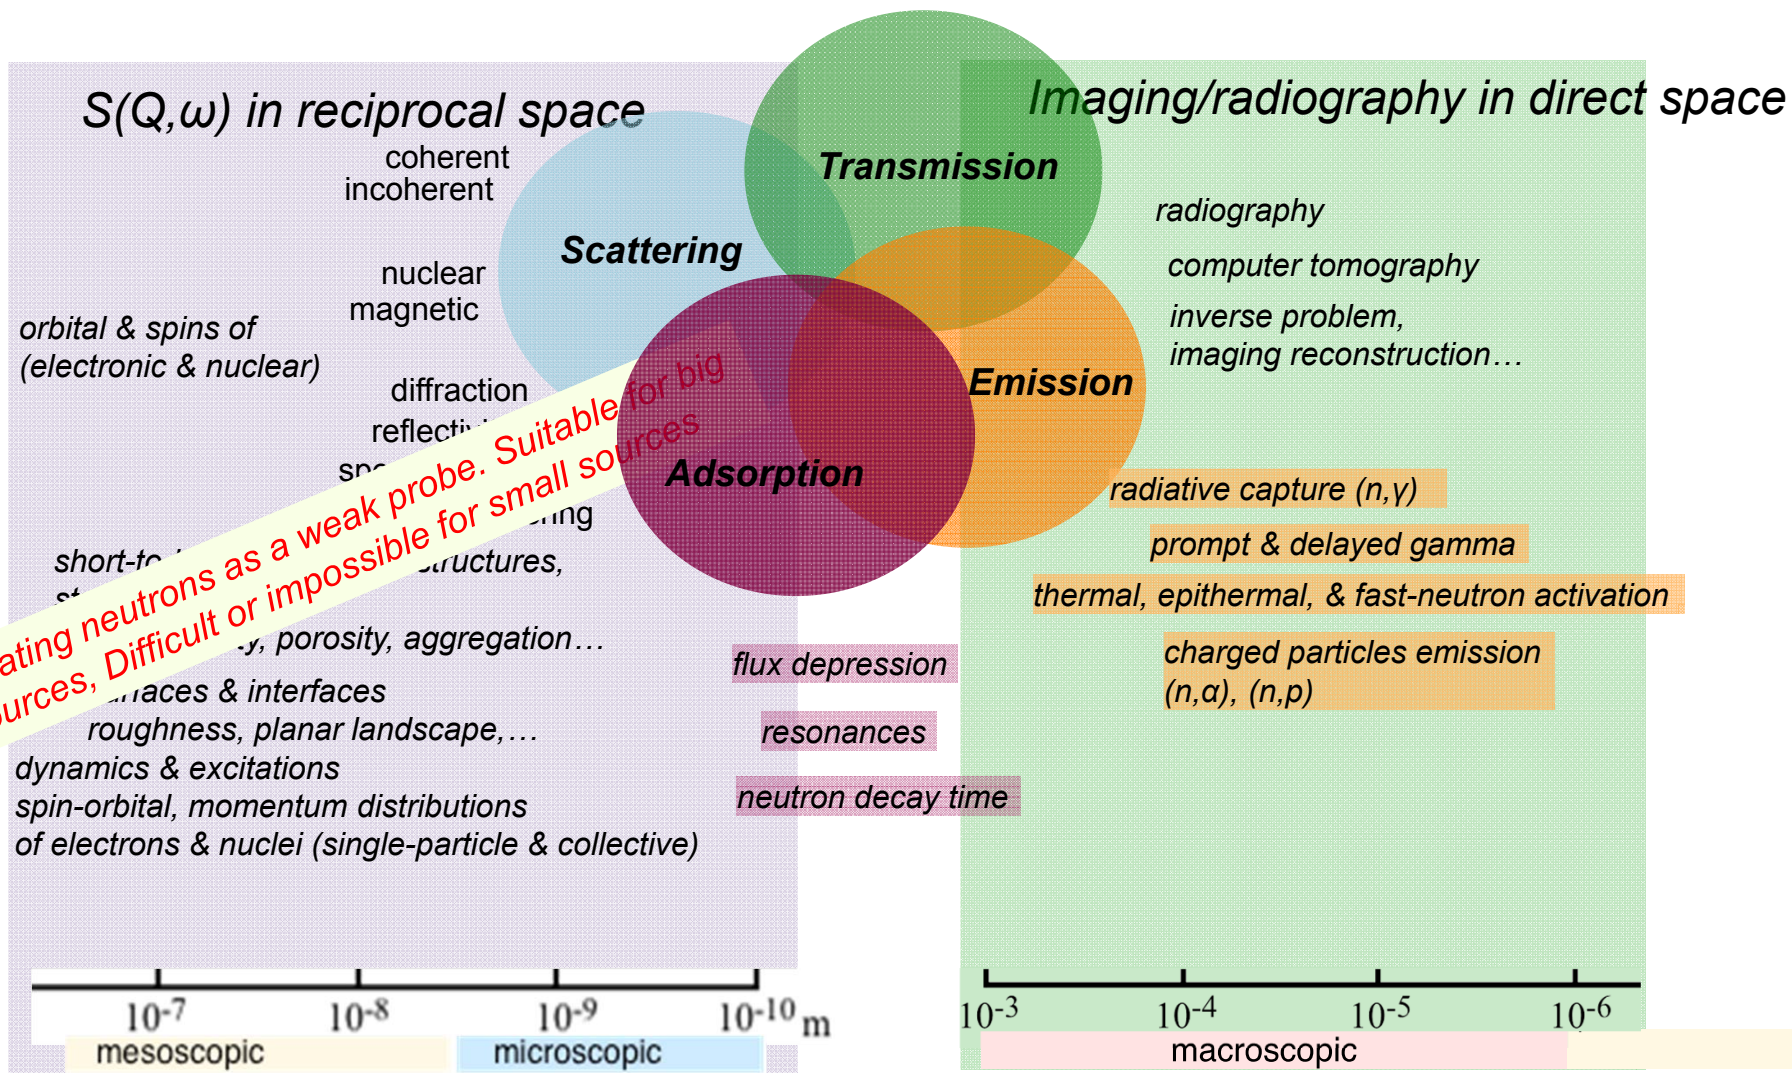 S(Q,ω) in reciprocal space
coherent
incoherent
nuclear
magnetic
orbital & spins of
(electronic & nuclear)
diffraction
short-to
structures,
porosity, aggregation…
& interfaces
roughness, planar landscape,…
dynamics & excitations
spin-orbital, momentum distributions
of electrons & nuclei (single-particle & collective)
neutrons as a weak probe. Suitable for big
Difficult or impossible for small sources
Scattering
Transmission
Emission
Adsorption
flux depression
resonances
neutron decay time
Imaging/radiography in direct space
radiography
computer tomography
inverse problem,
imaging reconstruction…
radiative capture (n,γ)
prompt & delayed gamma
thermal, epithermal, & fast-neutron activation
charged particles emission
(n,α), (n,p)
10-7 10-8 10-9 10-10 m
mesoscopic microscopic
10-3 10-4 10-5 10-6
macroscopic